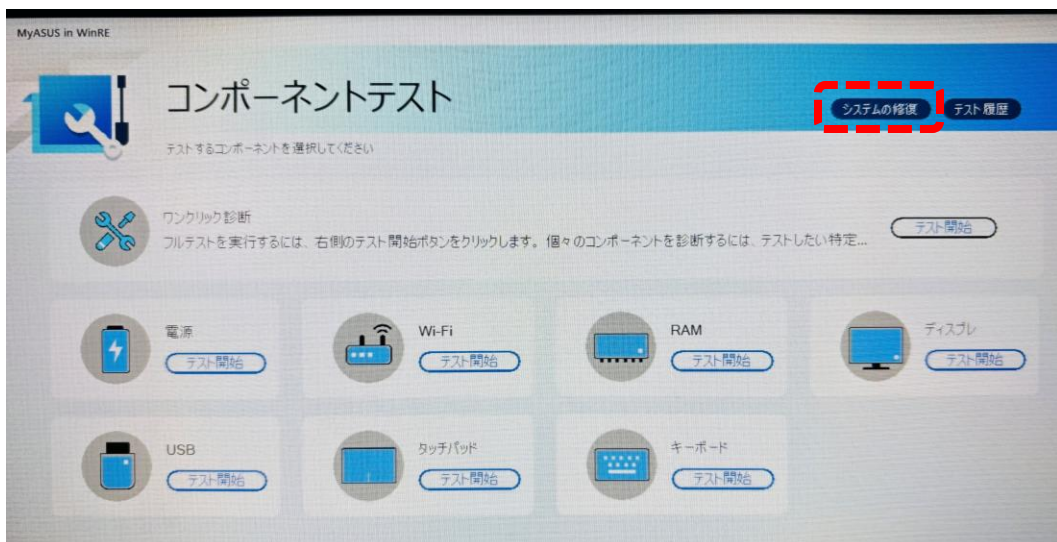 MyASUS in WinRE
コンポーネントテスト
システムの修復
テスト履歴
テストするコンポーネントを選択してください
ワンクリック診断
フルテストを実行するには、右側のテスト開始ボタンをクリックします。個々のコンポーネントを診断するには、テストしたい特定...
テスト開始
電源
テスト開始
Wi-Fi
テスト開始
RAM
テスト開始
ディスプレ
テスト開始
USB
テスト開始
タッチパッド
テスト開始
キーボード
テスト開始